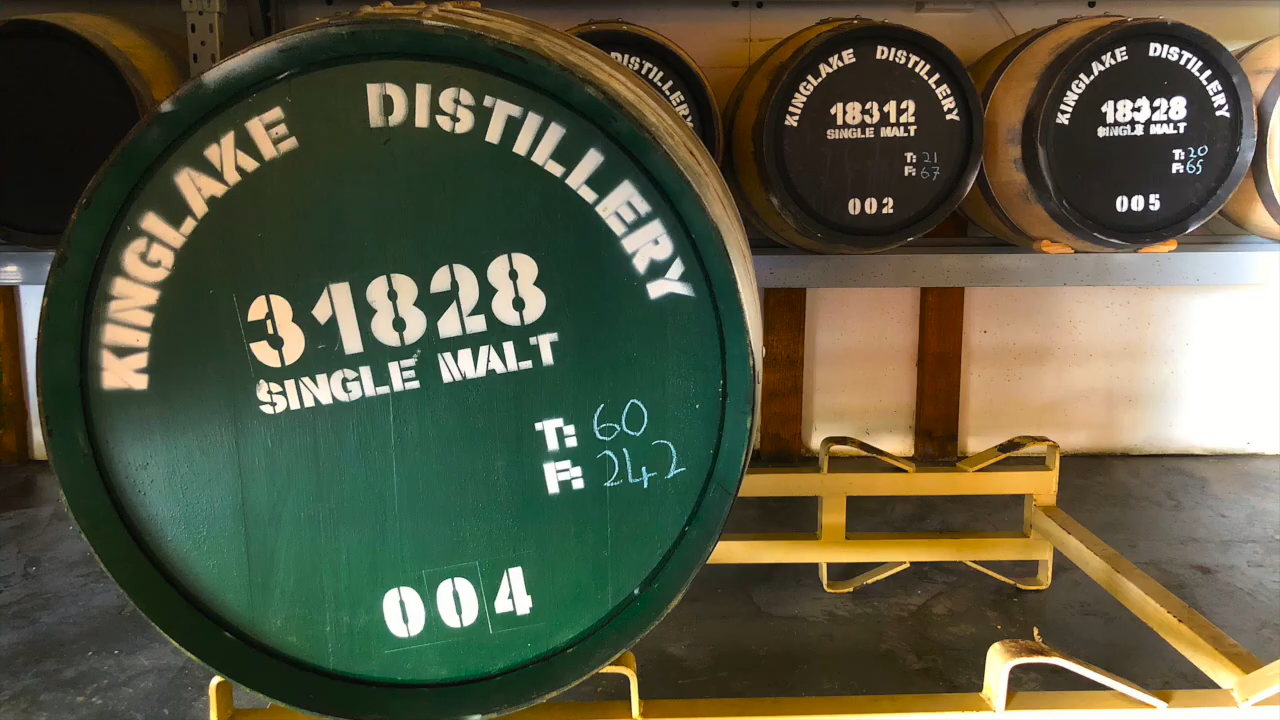 KINGLAKE DISTILLERY
31828
SINGLE MALT
T: 60
F: 242
004
DISTILLERY
KINGLAKE DISTILLERY
18312
SINGLE MALT
T: 21
F: 67
002
KINGLAKE DISTILLERY
18328
SINGLE MALT
T: 20
F: 65
005